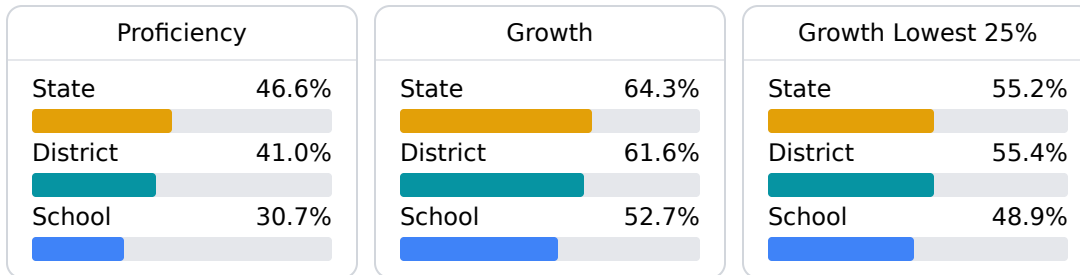 Proficiency
State 46.6%
District 41.0%
School 30.7%
Growth
State 64.3%
District 61.6%
School 52.7%
Growth Lowest 25%
State 55.2%
District 55.4%
School 48.9%